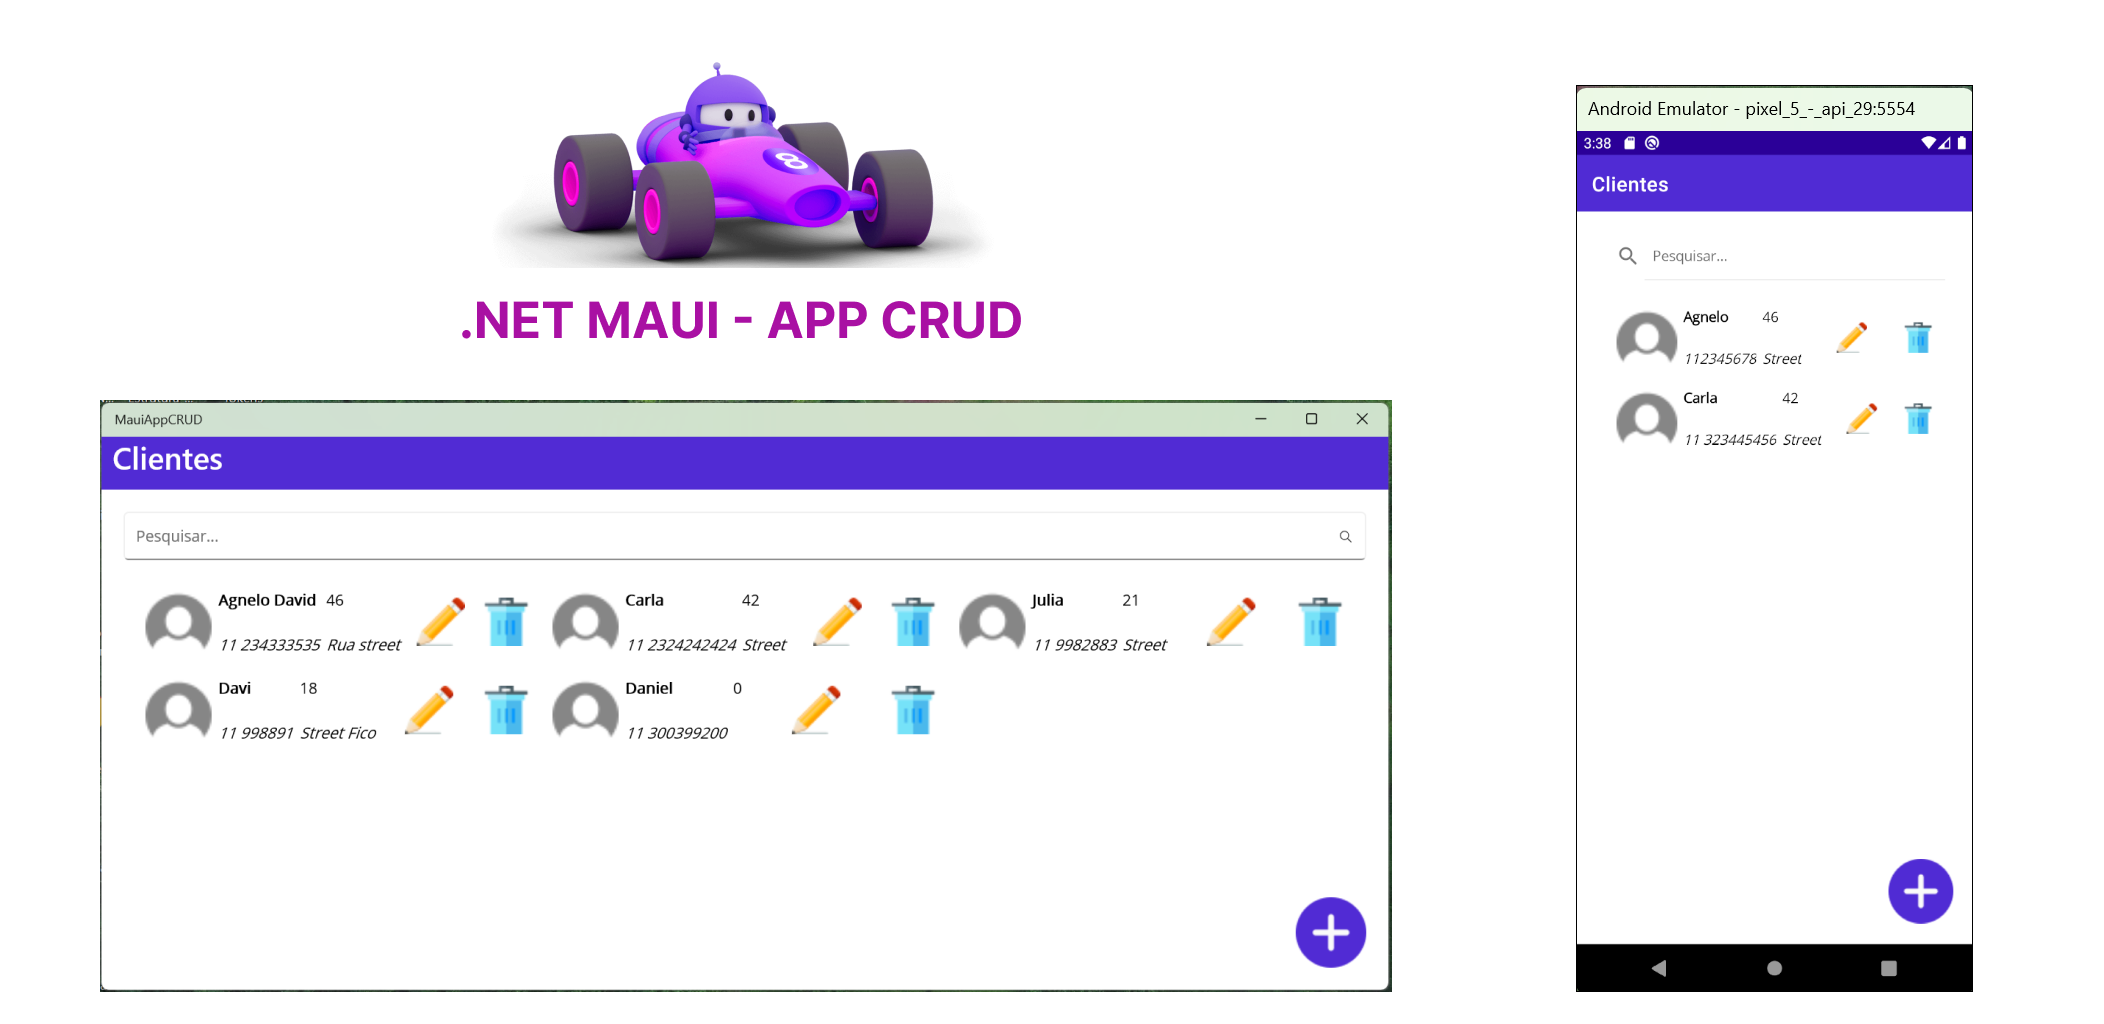 8
.NET MAUI - APP CRUD
MauiAppCRUD
Clientes
Pesquisar...
Agnelo David 46
11 234333535 Rua street
Carla 42
11 2324242424 Street
Julia 21
11 9982883 Street
Davi 18
11 998891 Street Fico
Daniel 0
11 300399200
Android Emulator - pixel_5_-_api_29:5554
3:38
Clientes
Pesquisar...
Agnelo 46
112345678 Street
Carla 42
11 323445456 Street